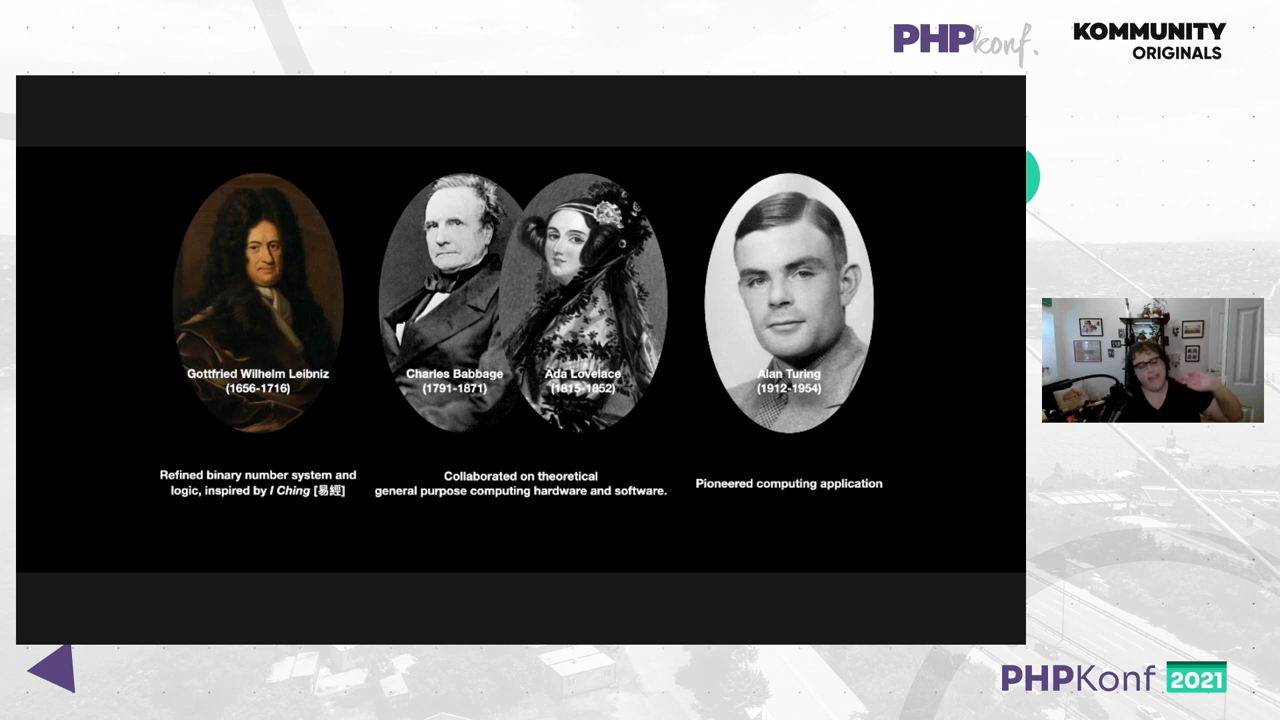 PHPkonf.
KOMMUNITY
ORIGINALS
Gottfried Wilhelm Leibniz
(1656-1716)
Charles Babbage
(1791-1871)
Ada Lovelace
(1815-1852)
Alan Turing
(1912-1954)
Refined binary number system and
logic, inspired by I Ching [易經]
Collaborated on theoretical
general purpose computing hardware and software.
Pioneered computing application
PHPKonf 2021